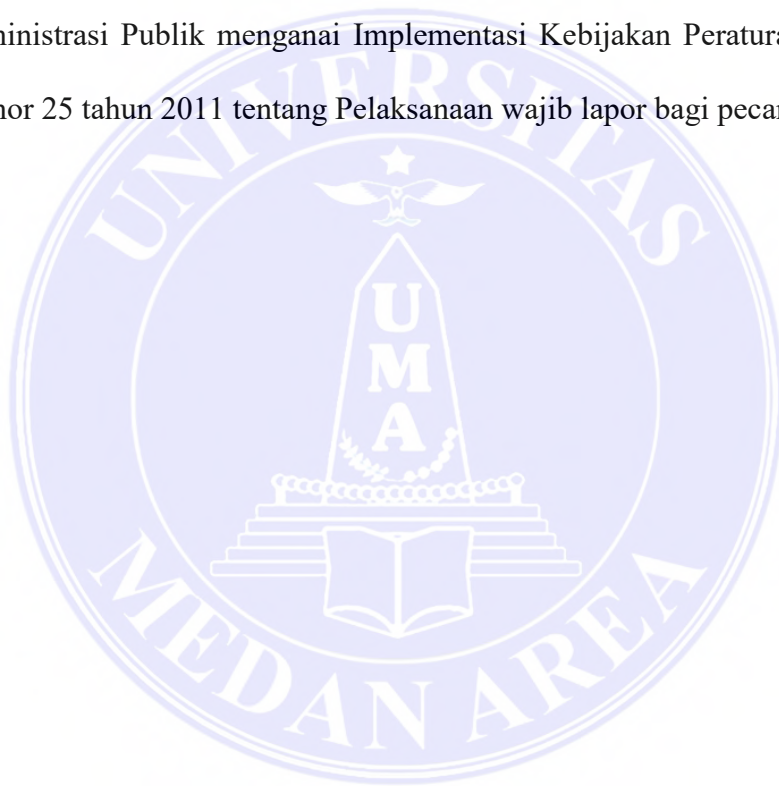 ninistrasi Publik menganai Implementasi Kebijakan Peratura
nor 25 tahun 2011 tentang Pelaksanaan wajib lapor bagi pecan
UNIVERSITAS
UMA
MEDAN AREA